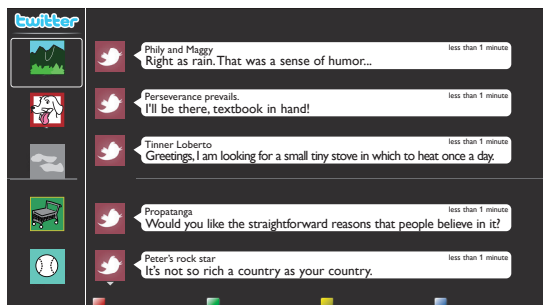 twitter
Phily and Maggy
less than 1 minute
Right as rain. That was a sense of humor...
Perseverance prevails.
less than 1 minute
I'll be there, textbook in hand!
Tinner Loberto
less than 1 minute
Greetings, I am looking for a small tiny stove in which to heat once a day.
Propatanga
less than 1 minute
Would you like the straightforward reasons that people believe in it?
Peter's rock star
less than 1 minute
It's not so rich a country as your country.